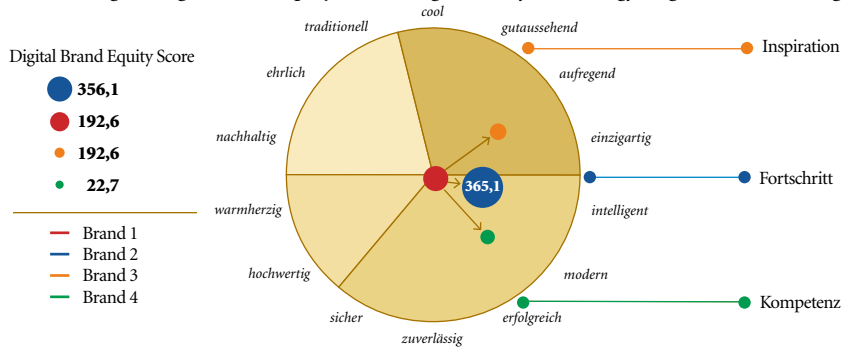 Digital Brand Equity Score
356,1
192,6
192,6
22,7
Brand 1
Brand 2
Brand 3
Brand 4
cool
traditionell
gutaussehend
ehrlich
aufregend
nachhaltig
einzigartig
365,1
warmherzig
intelligent
hochwertig
modern
sicher
erfolgreich
zuverlässig
Inspiration
Fortschritt
Kompetenz